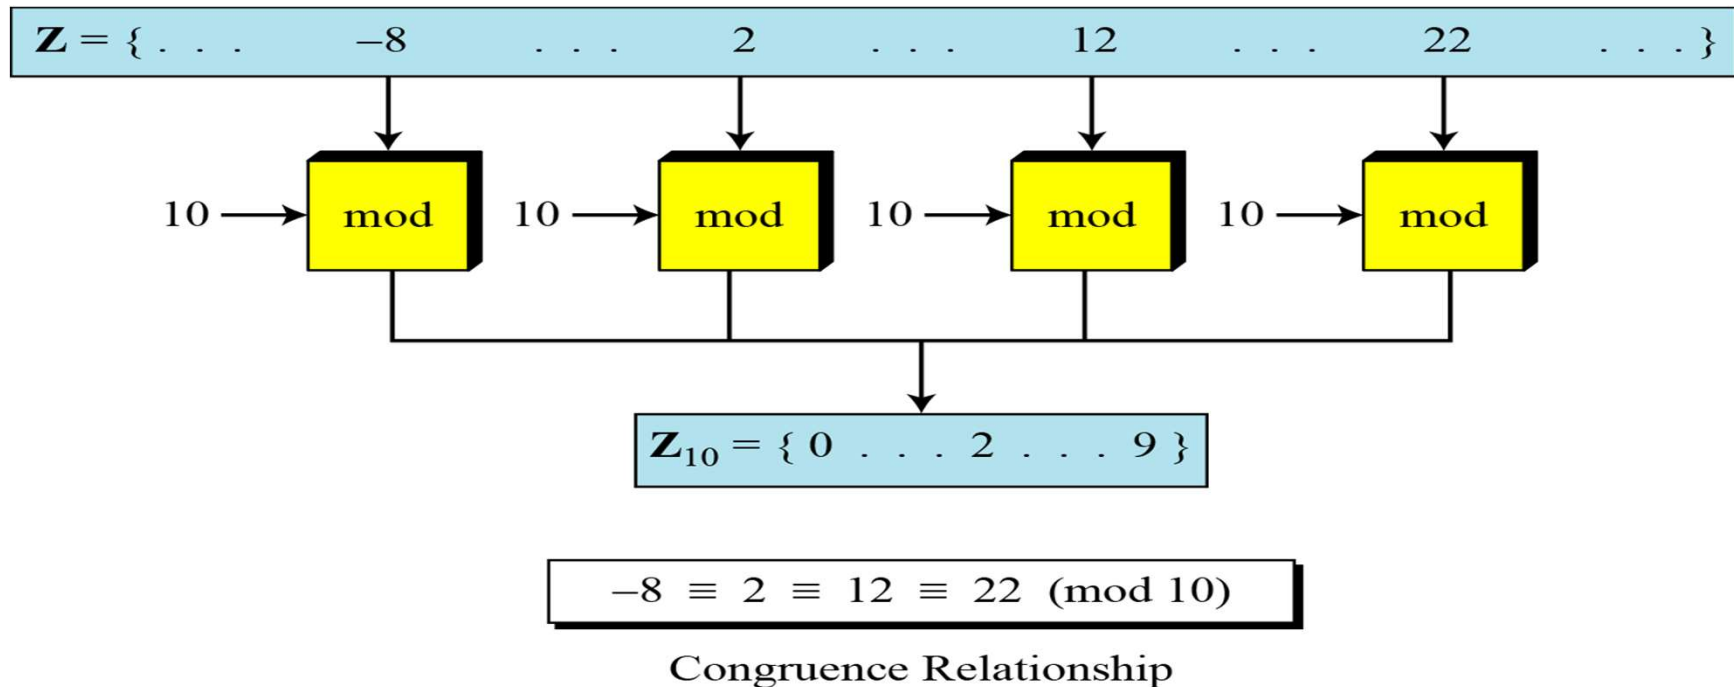 Z = { . . . –8 . . . 2 . . . 12 . . . 22 . . . }
10 mod 10 mod 10 mod 10 mod
Z₁₀ = { 0 . . . 2 . . . 9 }
–8 ≡ 2 ≡ 12 ≡ 22 (mod 10)
Congruence Relationship